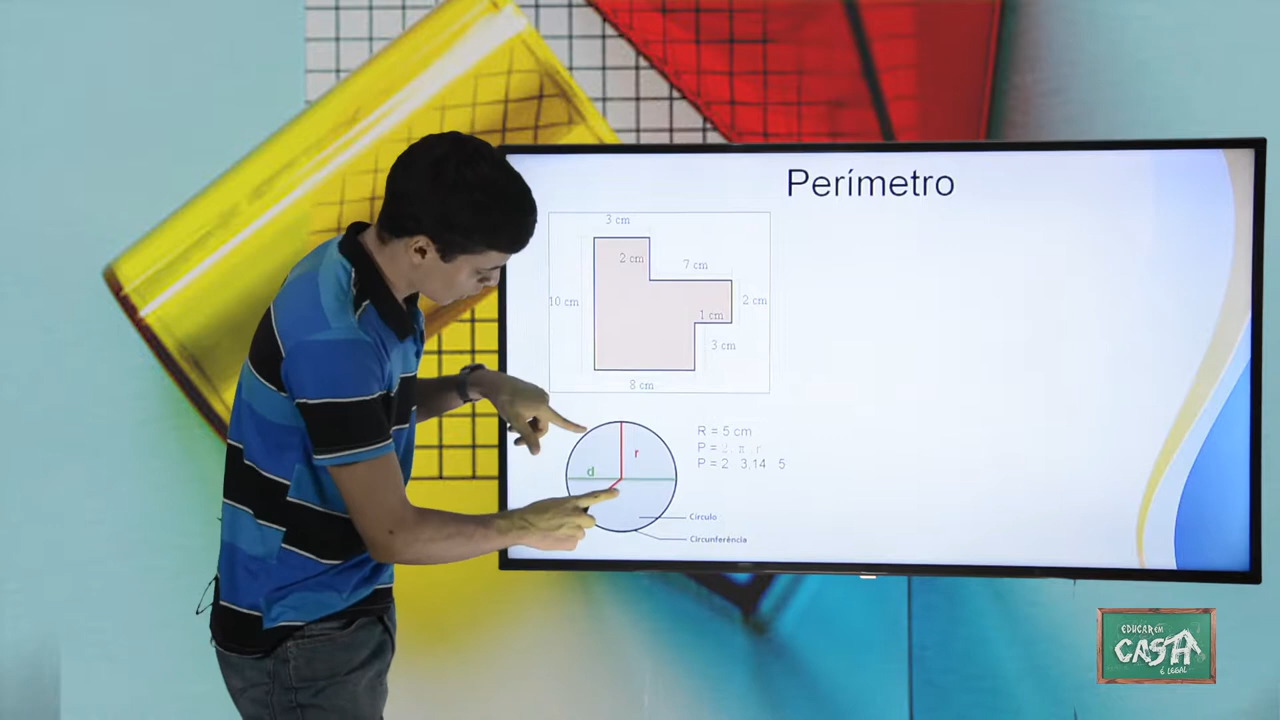 Perímetro
3 cm
2 cm
7 cm
10 cm
2 cm
1 cm
3 cm
8 cm
R = 5 cm
P = 2 . π . r
P = 2 3,14 5
r
d
Círculo
Circunferência
EDUCAR EM
CASA
É LEGAL